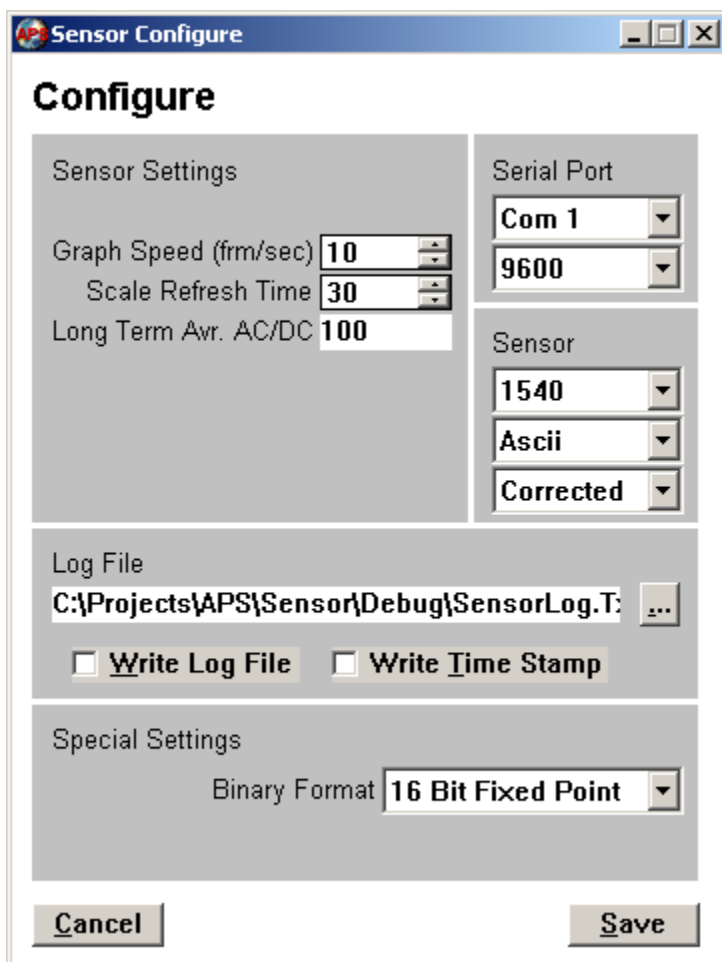 APS Sensor Configure
Configure
Sensor Settings
Graph Speed (frm/sec) 10
Scale Refresh Time 30
Long Term Avr. AC/DC 100
Serial Port
Com 1
9600
Sensor
1540
Ascii
Corrected
Log File
C:\Projects\APS\Sensor\Debug\SensorLog.Tx
...
Write Log File Write Time Stamp
Special Settings
Binary Format 16 Bit Fixed Point
Cancel Save